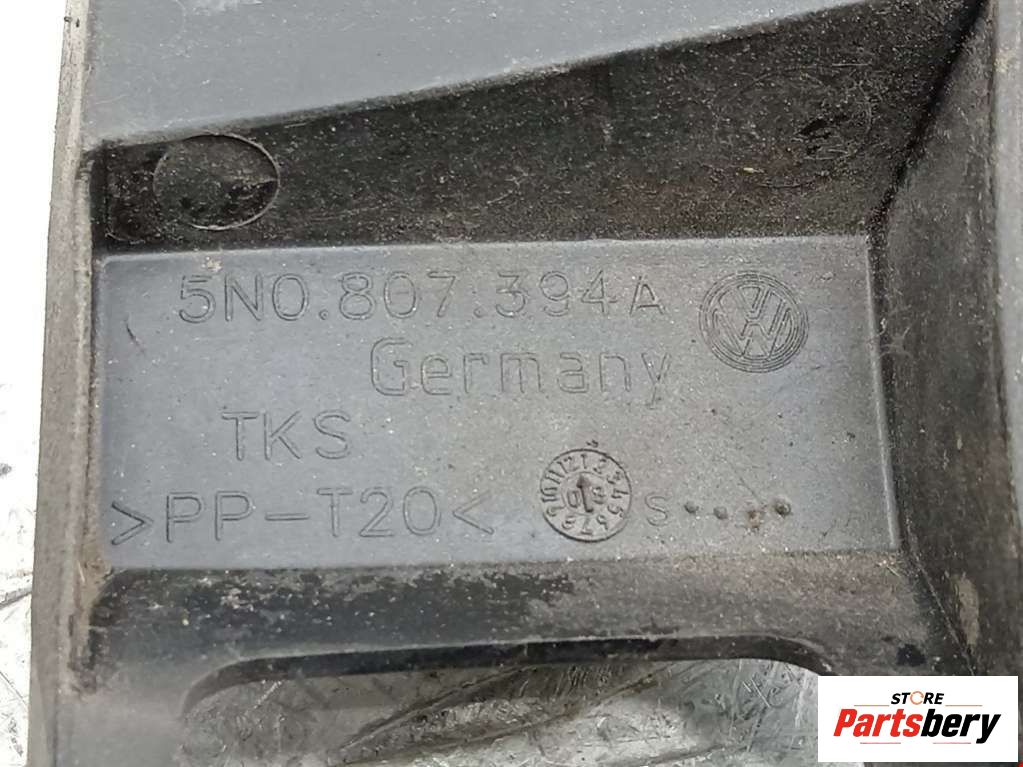 5N0.807.394A
Germany
TKS
>PP-T20<
S
STORE
Partsbery